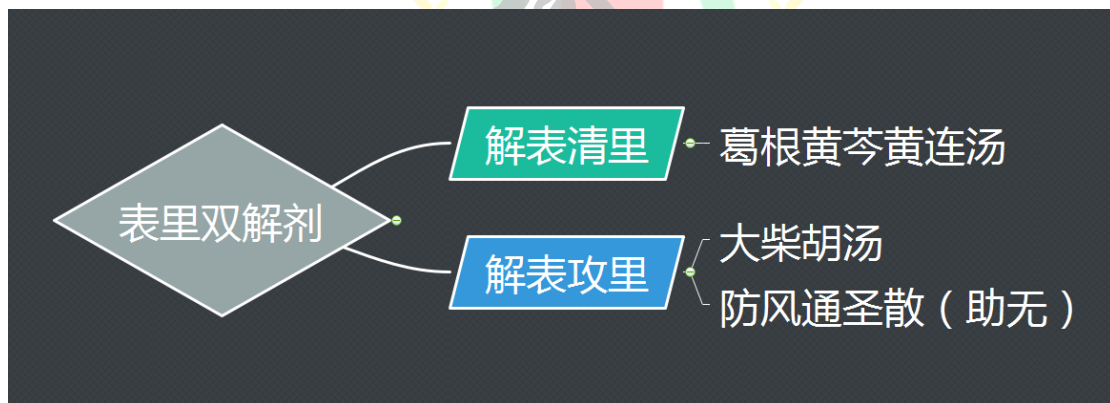 表里双解剂
解表清里
葛根黄芩黄连汤
解表攻里
大柴胡汤
防风通圣散（助无）